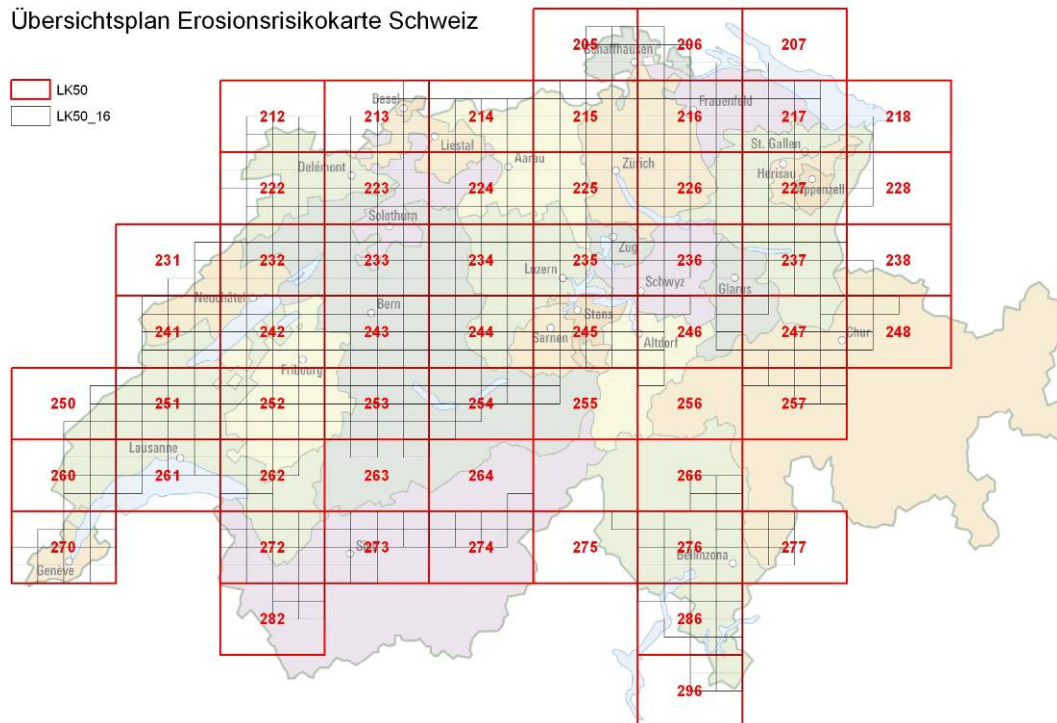 Übersichtsplan Erosionsrisikokarte Schweiz
LK50
LK50_16
205 206 207
Schaffhausen
212 213 214 215 216 217 218
Basel
Frauenfeld
Liestal
St. Gallen
Aarau
Delémont
Zürich
Herisau
222 223 224 225 226 227 228
Appenzell
Solothurn
Zug
231 232 233 234 235 236 237 238
Luzern
Schwyz
Glarus
Neuchâtel
Bern
Stans
241 242 243 244 245 246 247 248
Sarnen
Altdorf
Chur
Fribourg
250 251 252 253 254 255 256 257
Lausanne
260 261 262 263 264 266
270 272 273 274 275 276 277
Genève
Bellinzona
282 286
296